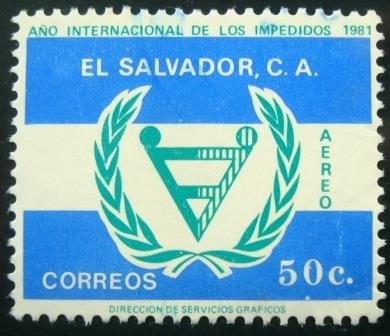 AÑO INTERNACIONAL DE LOS IMPEDIDOS 1981
EL SALVADOR, C. A.
AEREO
CORREOS
50c.
DIRECCION DE SERVICIOS GRAFICOS